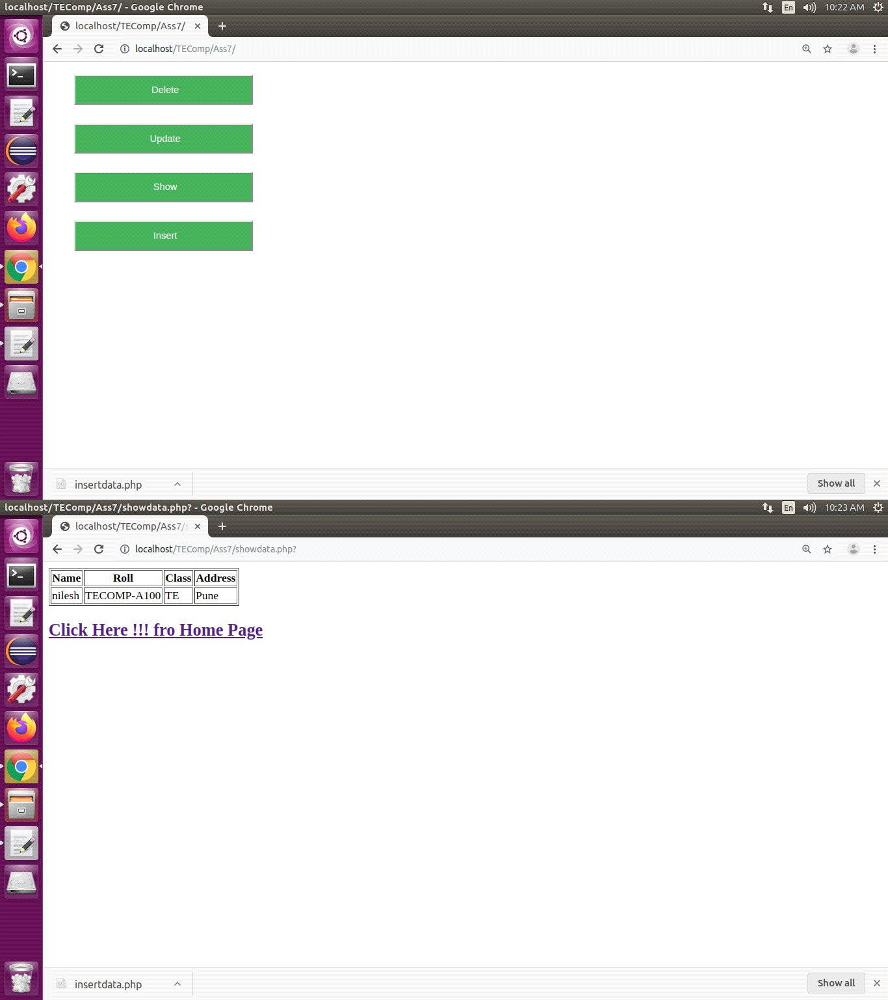 localhost/TEComp/Ass7/ - Google Chrome
En
10:22 AM
localhost/TEComp/Ass7/
localhost/TEComp/Ass7/
Delete
Update
Show
Insert
insertdata.php
Show all
localhost/TEComp/Ass7/showdata.php? - Google Chrome
En
10:23 AM
localhost/TEComp/Ass7/s
localhost/TEComp/Ass7/showdata.php?
Name Roll Class Address
nilesh TECOMP-A100 TE Pune
Click Here !!! fro Home Page
insertdata.php
Show all